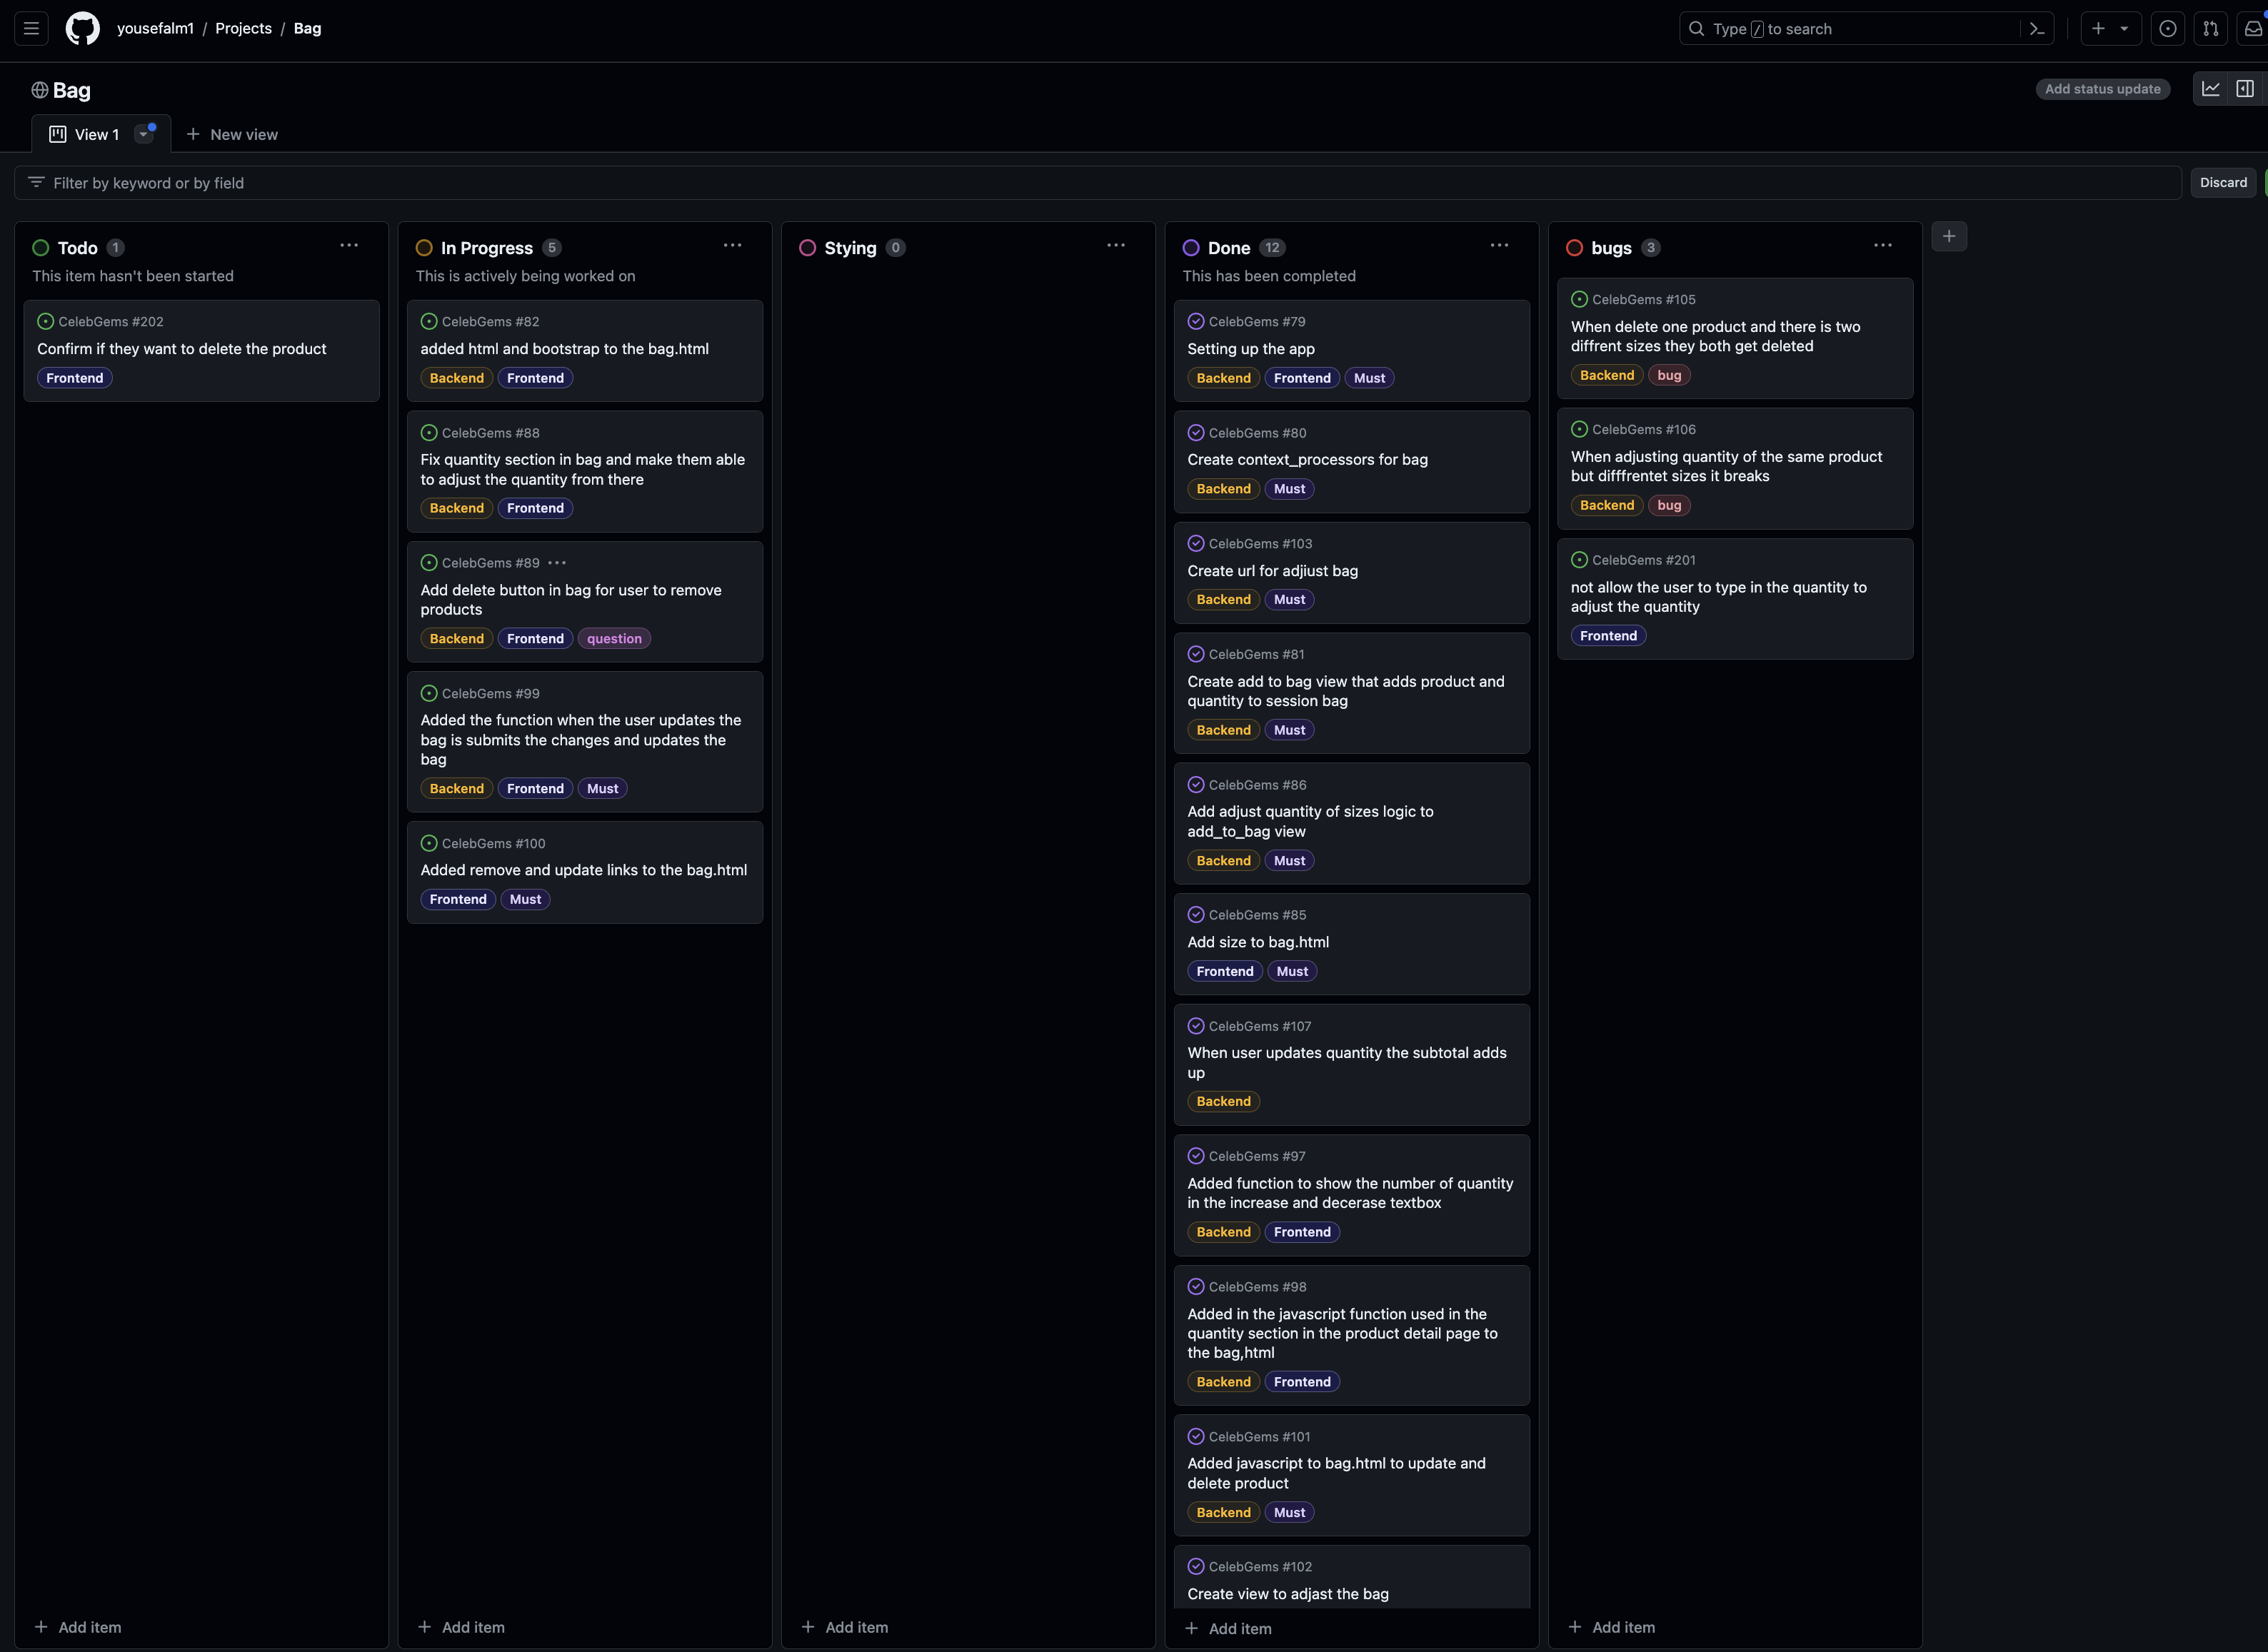 yousefalm1 / Projects / Bag
Type / to search
Bag
Add status update
View 1
New view
Filter by keyword or by field
Discard
Todo 1
This item hasn't been started
CelebGems #202
Confirm if they want to delete the product
Frontend
Add item
In Progress 5
This is actively being worked on
CelebGems #82
added html and bootstrap to the bag.html
Backend Frontend
CelebGems #88
Fix quantity section in bag and make them able
to adjust the quantity from there
Backend Frontend
CelebGems #89
Add delete button in bag for user to remove
products
Backend Frontend question
CelebGems #99
Added the function when the user updates the
bag is submits the changes and updates the
bag
Backend Frontend Must
CelebGems #100
Added remove and update links to the bag.html
Frontend Must
Add item
Stying 0
Add item
Done 12
This has been completed
CelebGems #79
Setting up the app
Backend Frontend Must
CelebGems #80
Create context_processors for bag
Backend Must
CelebGems #103
Create url for adjiust bag
Backend Must
CelebGems #81
Create add to bag view that adds product and
quantity to session bag
Backend Must
CelebGems #86
Add adjust quantity of sizes logic to
add_to_bag view
Backend Must
CelebGems #85
Add size to bag.html
Frontend Must
CelebGems #107
When user updates quantity the subtotal adds
up
Backend
CelebGems #97
Added function to show the number of quantity
in the increase and decerase textbox
Backend Frontend
CelebGems #98
Added in the javascript function used in the
quantity section in the product detail page to
the bag,html
Backend Frontend
CelebGems #101
Added javascript to bag.html to update and
delete product
Backend Must
CelebGems #102
Create view to adjast the bag
Add item
bugs 3
CelebGems #105
When delete one product and there is two
diffrent sizes they both get deleted
Backend bug
CelebGems #106
When adjusting quantity of the same product
but difffrentet sizes it breaks
Backend bug
CelebGems #201
not allow the user to type in the quantity to
adjust the quantity
Frontend
Add item